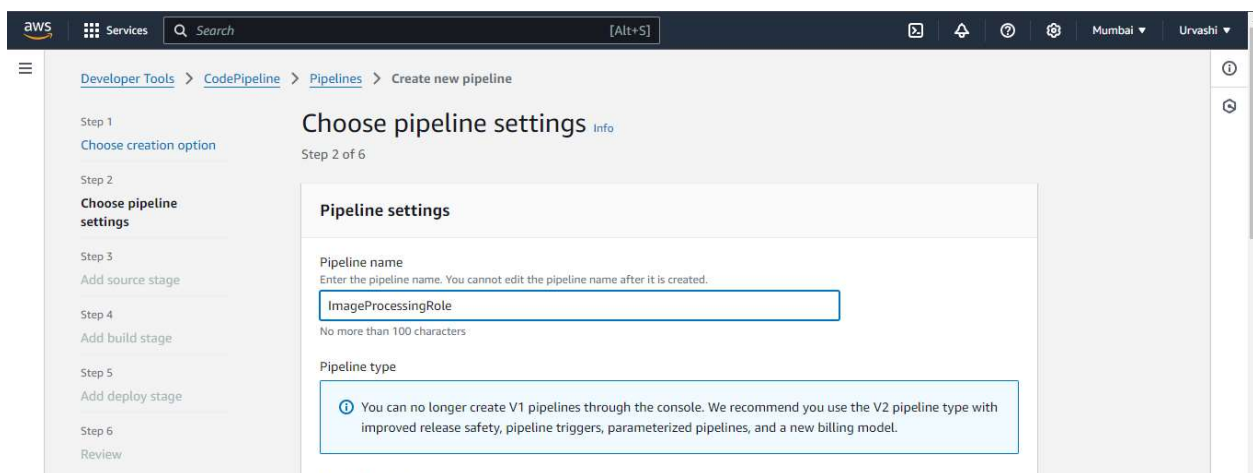 aws Services Search [Alt+S] Mumbai ▼ Urvashi ▼
Developer Tools > CodePipeline > Pipelines > Create new pipeline
Step 1
Choose creation option
Step 2
Choose pipeline
settings
Step 3
Add source stage
Step 4
Add build stage
Step 5
Add deploy stage
Step 6
Review
Choose pipeline settings Info
Step 2 of 6
Pipeline settings
Pipeline name
Enter the pipeline name. You cannot edit the pipeline name after it is created.
ImageProcessingRole
No more than 100 characters
Pipeline type
You can no longer create V1 pipelines through the console. We recommend you use the V2 pipeline type with
improved release safety, pipeline triggers, parameterized pipelines, and a new billing model.